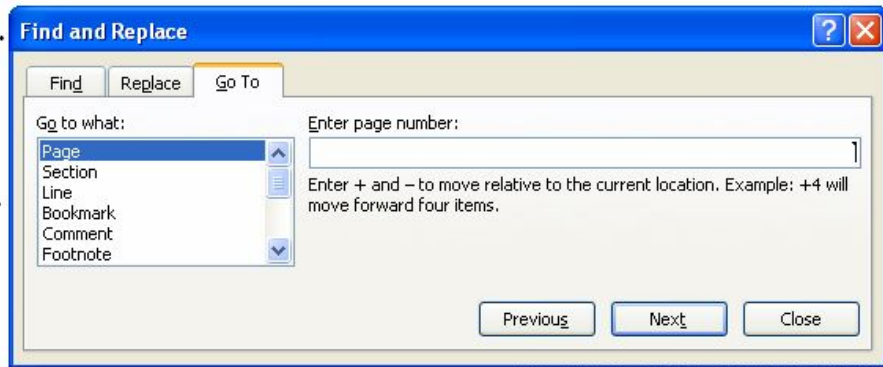 Find and Replace
Find Replace Go To
Go to what:
Page
Section
Line
Bookmark
Comment
Footnote
Enter page number:
Enter + and – to move relative to the current location. Example: +4 will
move forward four items.
Previous Next Close